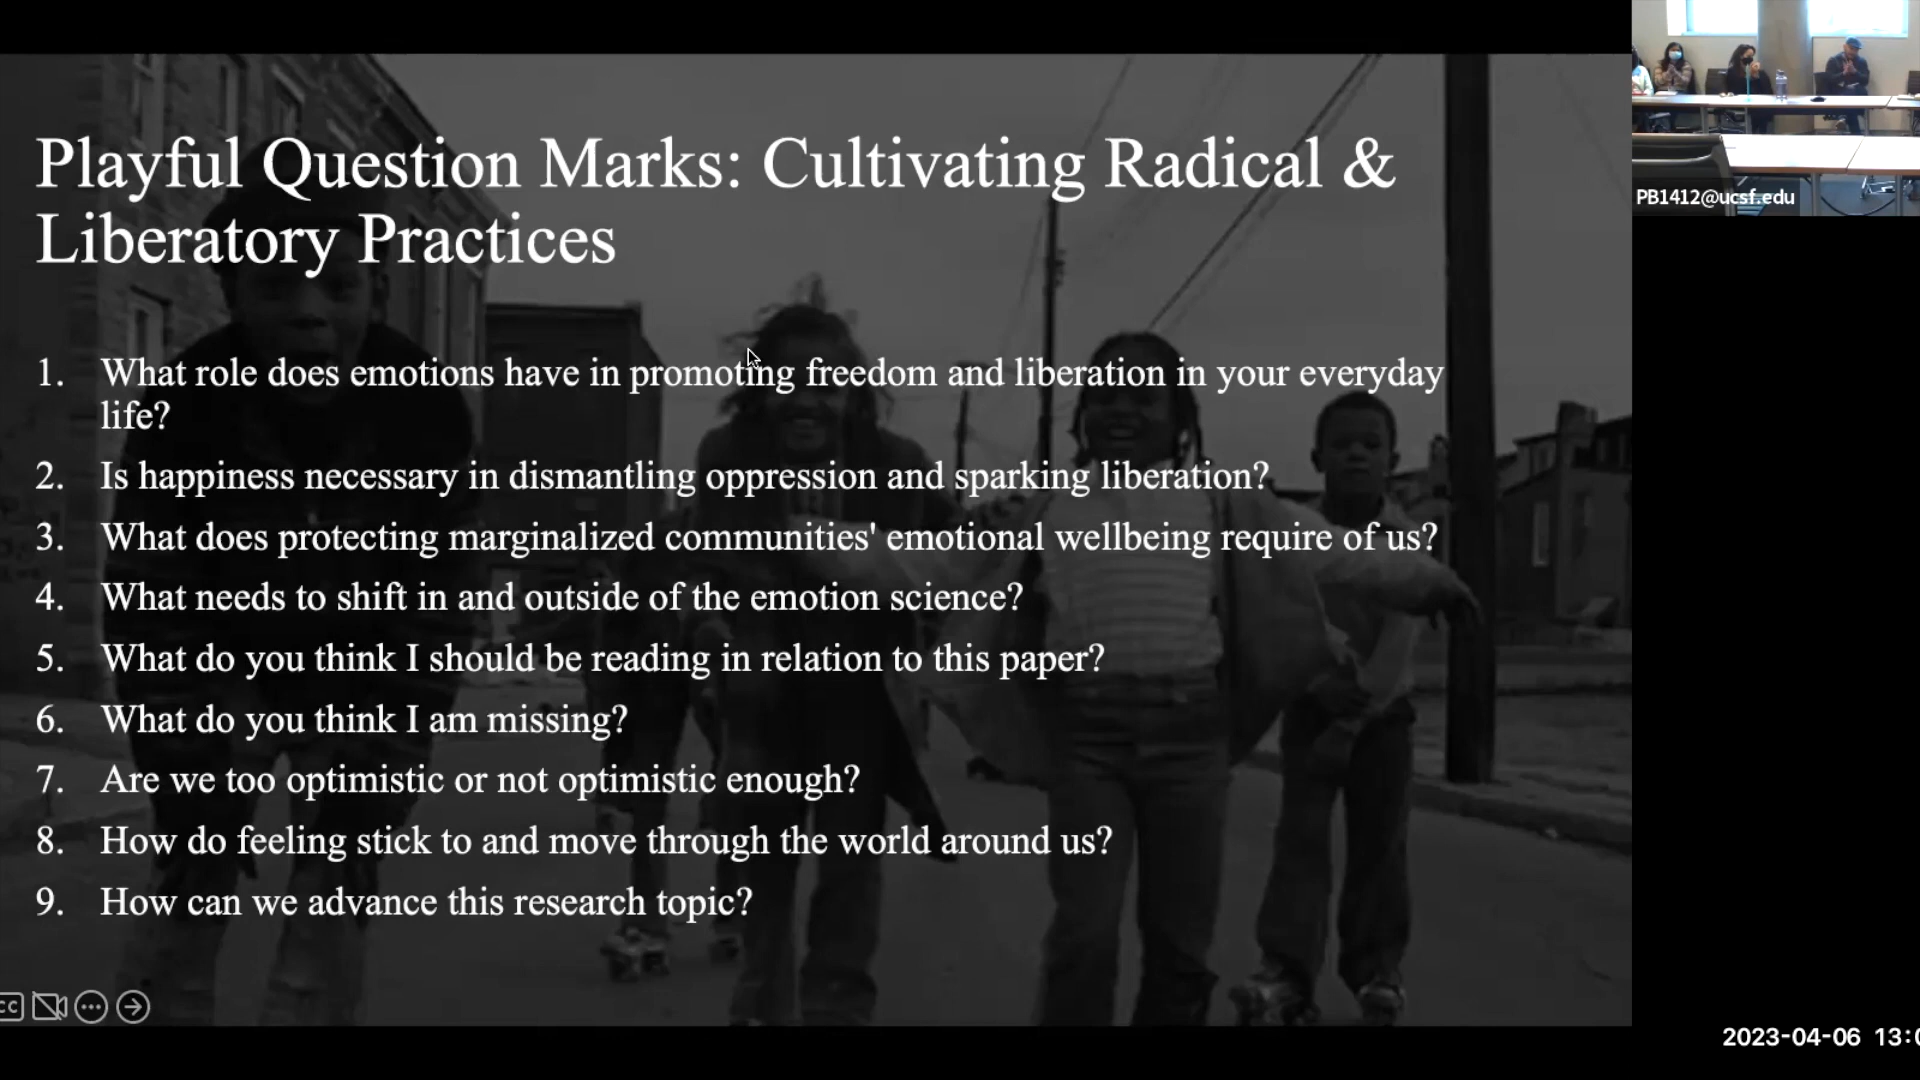 Playful Question Marks: Cultivating Radical &
Liberatory Practices
1. What role does emotions have in promoting freedom and liberation in your everyday
life?
2. Is happiness necessary in dismantling oppression and sparking liberation?
3. What does protecting marginalized communities' emotional wellbeing require of us?
4. What needs to shift in and outside of the emotion science?
5. What do you think I should be reading in relation to this paper?
6. What do you think I am missing?
7. Are we too optimistic or not optimistic enough?
8. How do feeling stick to and move through the world around us?
9. How can we advance this research topic?
PB1412@ucsf.edu
CC
2023-04-06 13:0